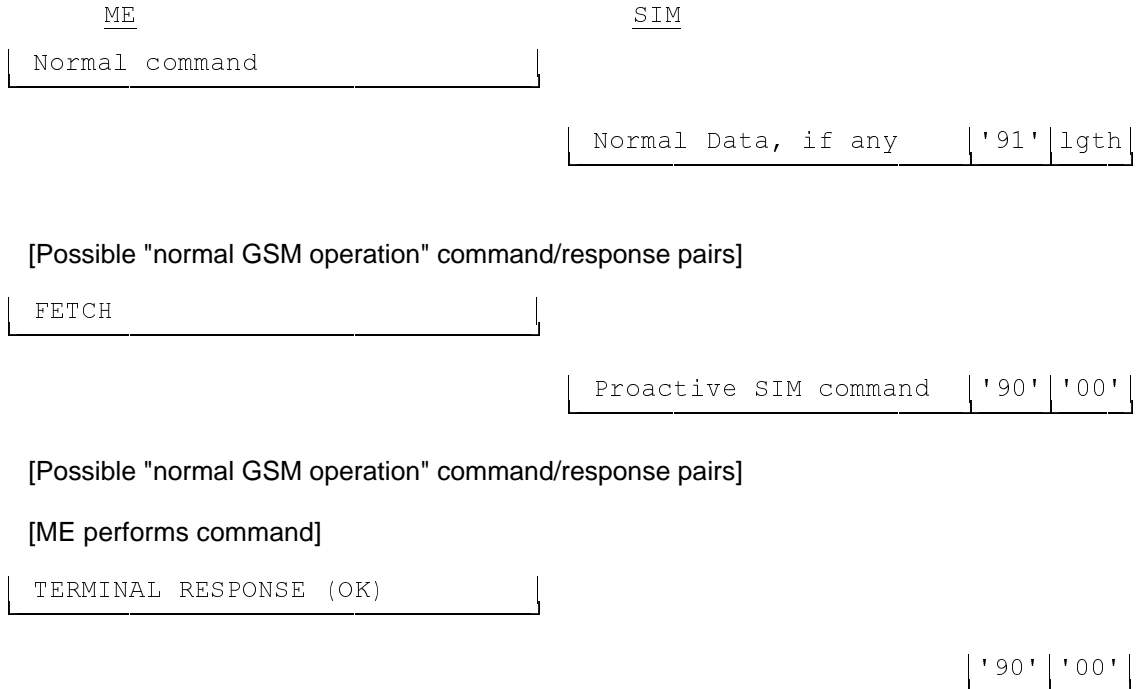 ME SIM
Normal command
Normal Data, if any '91' lgth
[Possible "normal GSM operation" command/response pairs]
FETCH
Proactive SIM command '90' '00'
[Possible "normal GSM operation" command/response pairs]
[ME performs command]
TERMINAL RESPONSE (OK)
'90' '00'